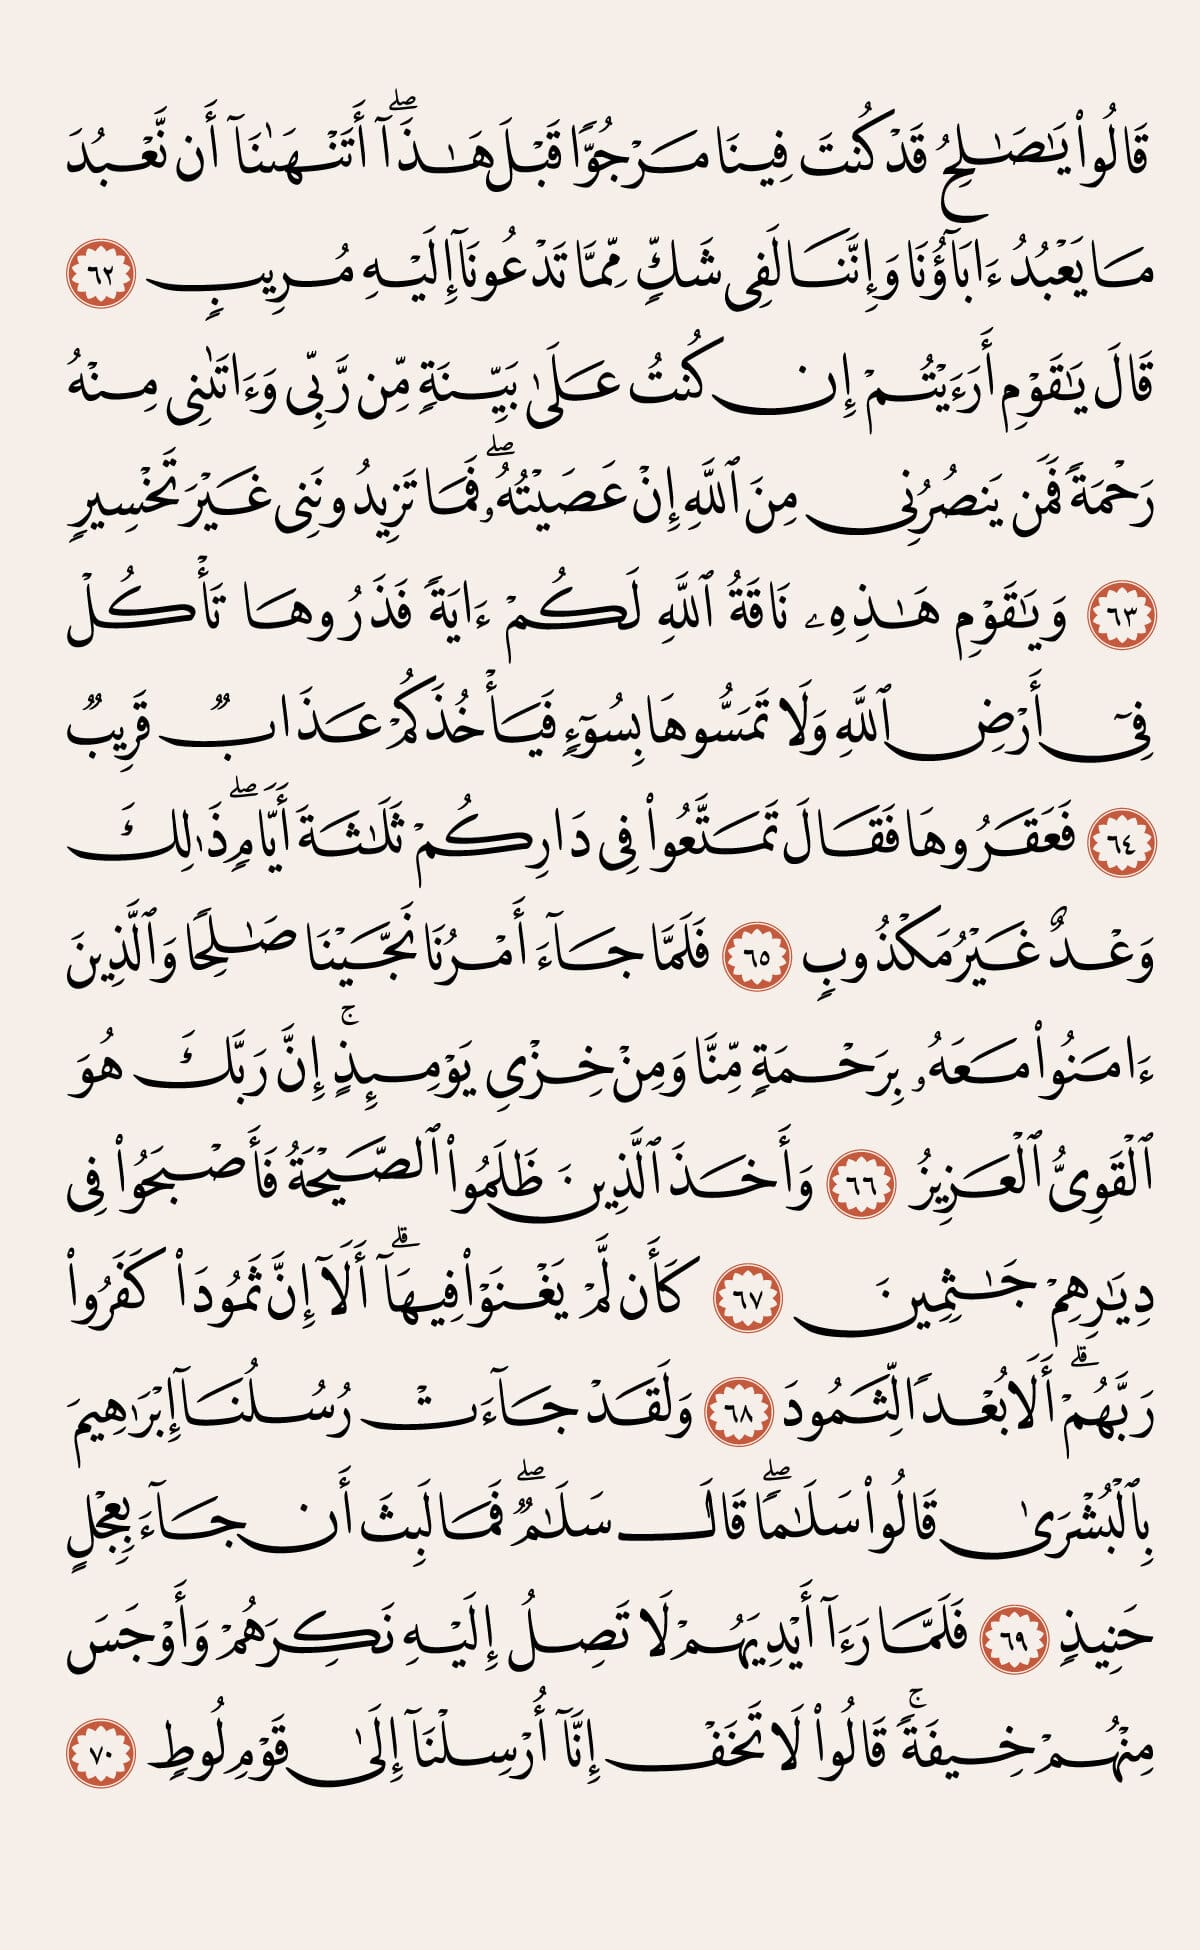 قَالُوا۟ يَـٰصَـٰلِحُ قَدْ كُنتَ فِينَا مَرْجُوًّۭا قَبْلَ هَـٰذَآ ۖ أَتَنْهَىٰنَآ أَن نَّعْبُدَ
مَا يَعْبُدُ ءَابَآؤُنَا وَإِنَّنَا لَفِى شَكٍّۢ مِّمَّا تَدْعُونَآ إِلَيْهِ مُرِيبٍۢ ٦٢
قَالَ يَـٰقَوْمِ أَرَءَيْتُمْ إِن كُنتُ عَلَىٰ بَيِّنَةٍۢ مِّن رَّبِّى وَءَاتَىٰنِى مِنْهُ
رَحْمَةًۭ فَمَن يَنصُرُنِى مِنَ ٱللَّهِ إِنْ عَصَيْتُهُۥ ۖ فَمَا تَزِيدُونَنِى غَيْرَ تَخْسِيرٍۢ
٦٣ وَيَـٰقَوْمِ هَـٰذِهِۦ نَاقَةُ ٱللَّهِ لَكُمْ ءَايَةًۭ فَذَرُوهَا تَأْكُلْ
فِىٓ أَرْضِ ٱللَّهِ وَلَا تَمَسُّوهَا بِسُوٓءٍۢ فَيَأْخُذَكُمْ عَذَابٌۭ قَرِيبٌۭ
٦٤ فَعَقَرُوهَا فَقَالَ تَمَتَّعُوا۟ فِى دَارِكُمْ ثَلَـٰثَةَ أَيَّامٍۢ ۖ ذَٰلِكَ
وَعْدٌ غَيْرُ مَكْذُوبٍۢ ٦٥ فَلَمَّا جَآءَ أَمْرُنَا نَجَّيْنَا صَـٰلِحًۭا وَٱلَّذِينَ
ءَامَنُوا۟ مَعَهُۥ بِرَحْمَةٍۢ مِّنَّا وَمِنْ خِزْىِ يَوْمِئِذٍ ۗ إِنَّ رَبَّكَ هُوَ
ٱلْقَوِىُّ ٱلْعَزِيزُ ٦٦ وَأَخَذَ ٱلَّذِينَ ظَلَمُوا۟ ٱلصَّيْحَةُ فَأَصْبَحُوا۟ فِى
دِيَـٰرِهِمْ جَـٰثِمِينَ ٦٧ كَأَن لَّمْ يَغْنَوْا۟ فِيهَآ ۗ أَلَآ إِنَّ ثَمُودَا۟ كَفَرُوا۟
رَبَّهُمْ ۗ أَلَا بُعْدًۭا لِّثَمُودَ ٦٨ وَلَقَدْ جَآءَتْ رُسُلُنَآ إِبْرَٰهِيمَ
بِٱلْبُشْرَىٰ قَالُوا۟ سَلَـٰمًۭا ۖ قَالَ سَلَـٰمٌۭ ۖ فَمَا لَبِثَ أَن جَآءَ بِعِجْلٍ
حَنِيذٍۢ ٦٩ فَلَمَّا رَءَآ أَيْدِيَهُمْ لَا تَصِلُ إِلَيْهِ نَكِرَهُمْ وَأَوْجَسَ
مِنْهُمْ خِيفَةًۭ ۚ قَالُوا۟ لَا تَخَفْ إِنَّآ أُرْسِلْنَآ إِلَىٰ قَوْمِ لُوطٍۢ ٧٠